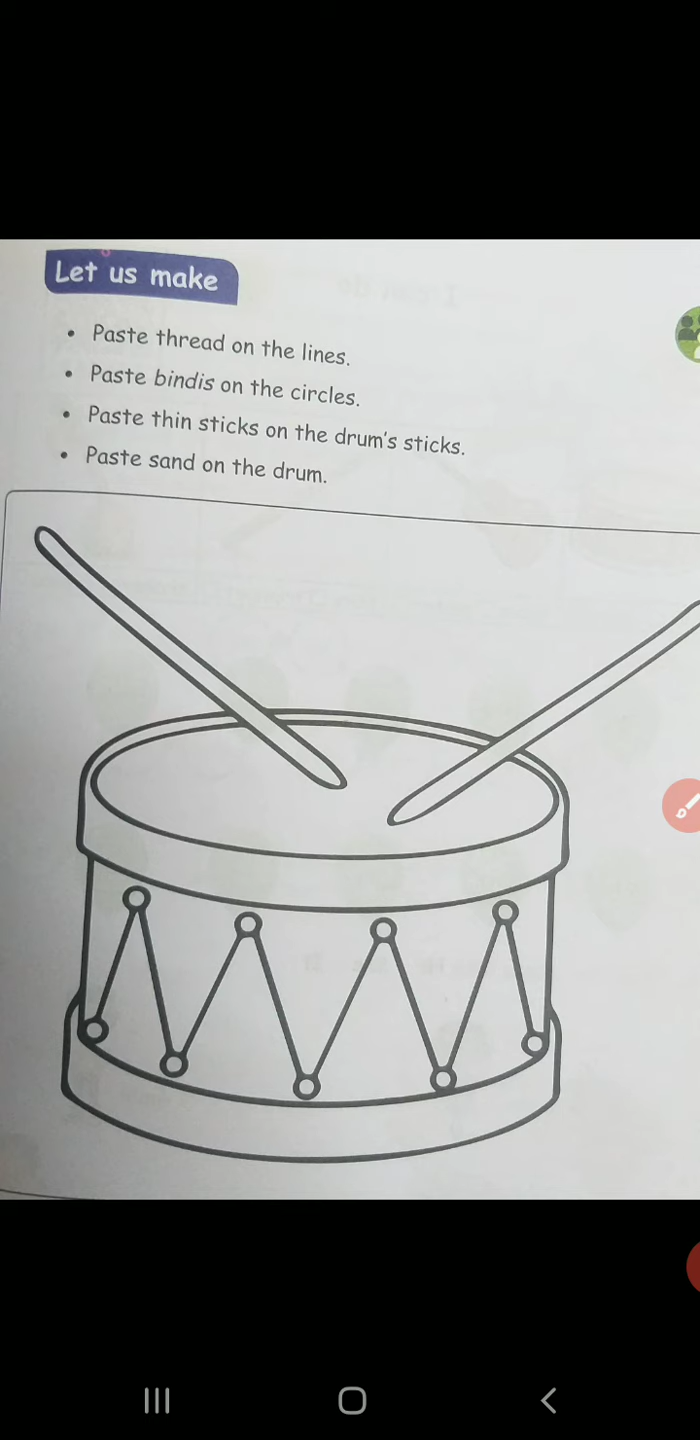 Let us make
• Paste thread on the lines.
• Paste bindis on the circles.
• Paste thin sticks on the drum's sticks.
• Paste sand on the drum.